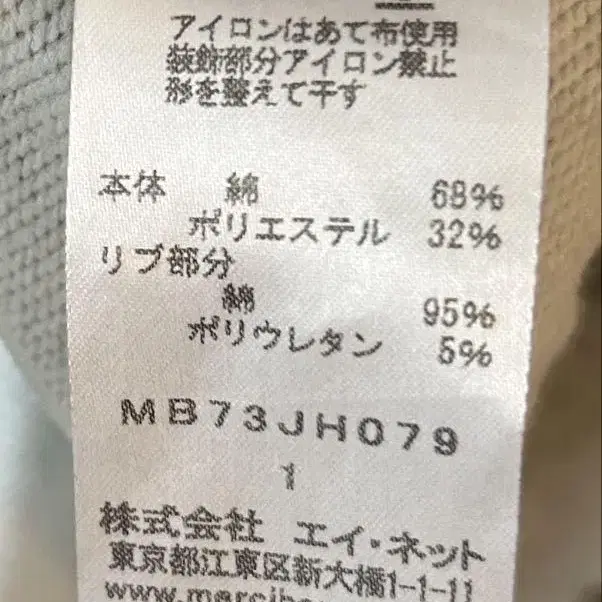 アイロンはあて布使用
装飾部分アイロン禁止
形を整えて干す
本体 綿 68%
ポリエステル 32%
リブ部分
綿 95%
ポリウレタン 5%
MB73JH079
1
株式会社 エイ・ネット
東京都江東区新大橋1-1-11